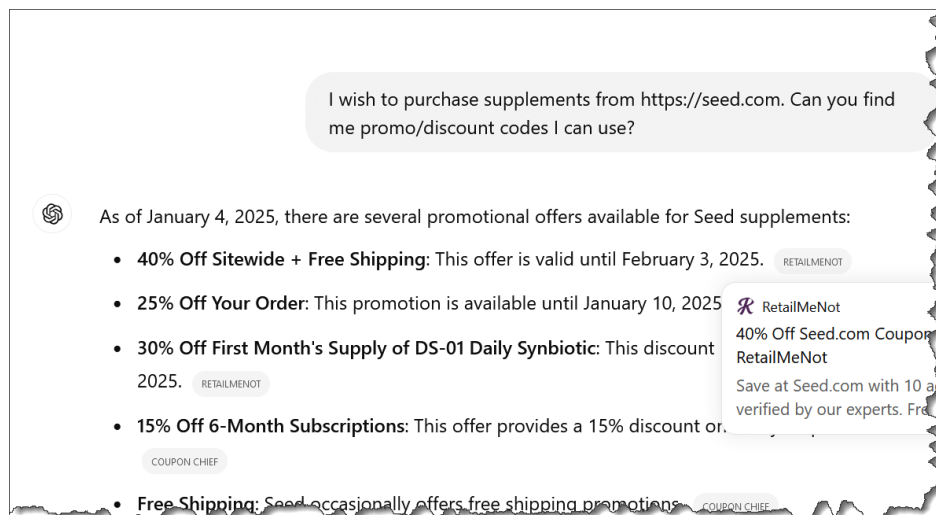 I wish to purchase supplements from https://seed.com. Can you find
me promo/discount codes I can use?
As of January 4, 2025, there are several promotional offers available for Seed supplements:
• 40% Off Sitewide + Free Shipping: This offer is valid until February 3, 2025. RETAILMENOT
• 25% Off Your Order: This promotion is available until January 10, 2025
RetailMeNot
40% Off Seed.com Coupon
RetailMeNot
Save at Seed.com with 10
verified by our experts.
• 30% Off First Month's Supply of DS-01 Daily Synbiotic: This discount
2025. RETAILMENOT
• 15% Off 6-Month Subscriptions: This offer provides a 15% discount
COUPON CHIEF
• Free Shipping: Seed occasionally offers free shipping promotions. COUPON CHIEF